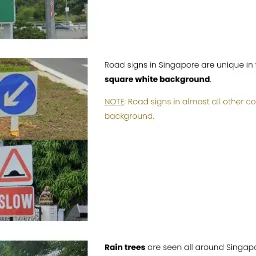 Road signs in Singapore are unique in
square white background.
NOTE: Road signs in almost all other co
background.
SLOW
Rain trees are seen all around Singapo